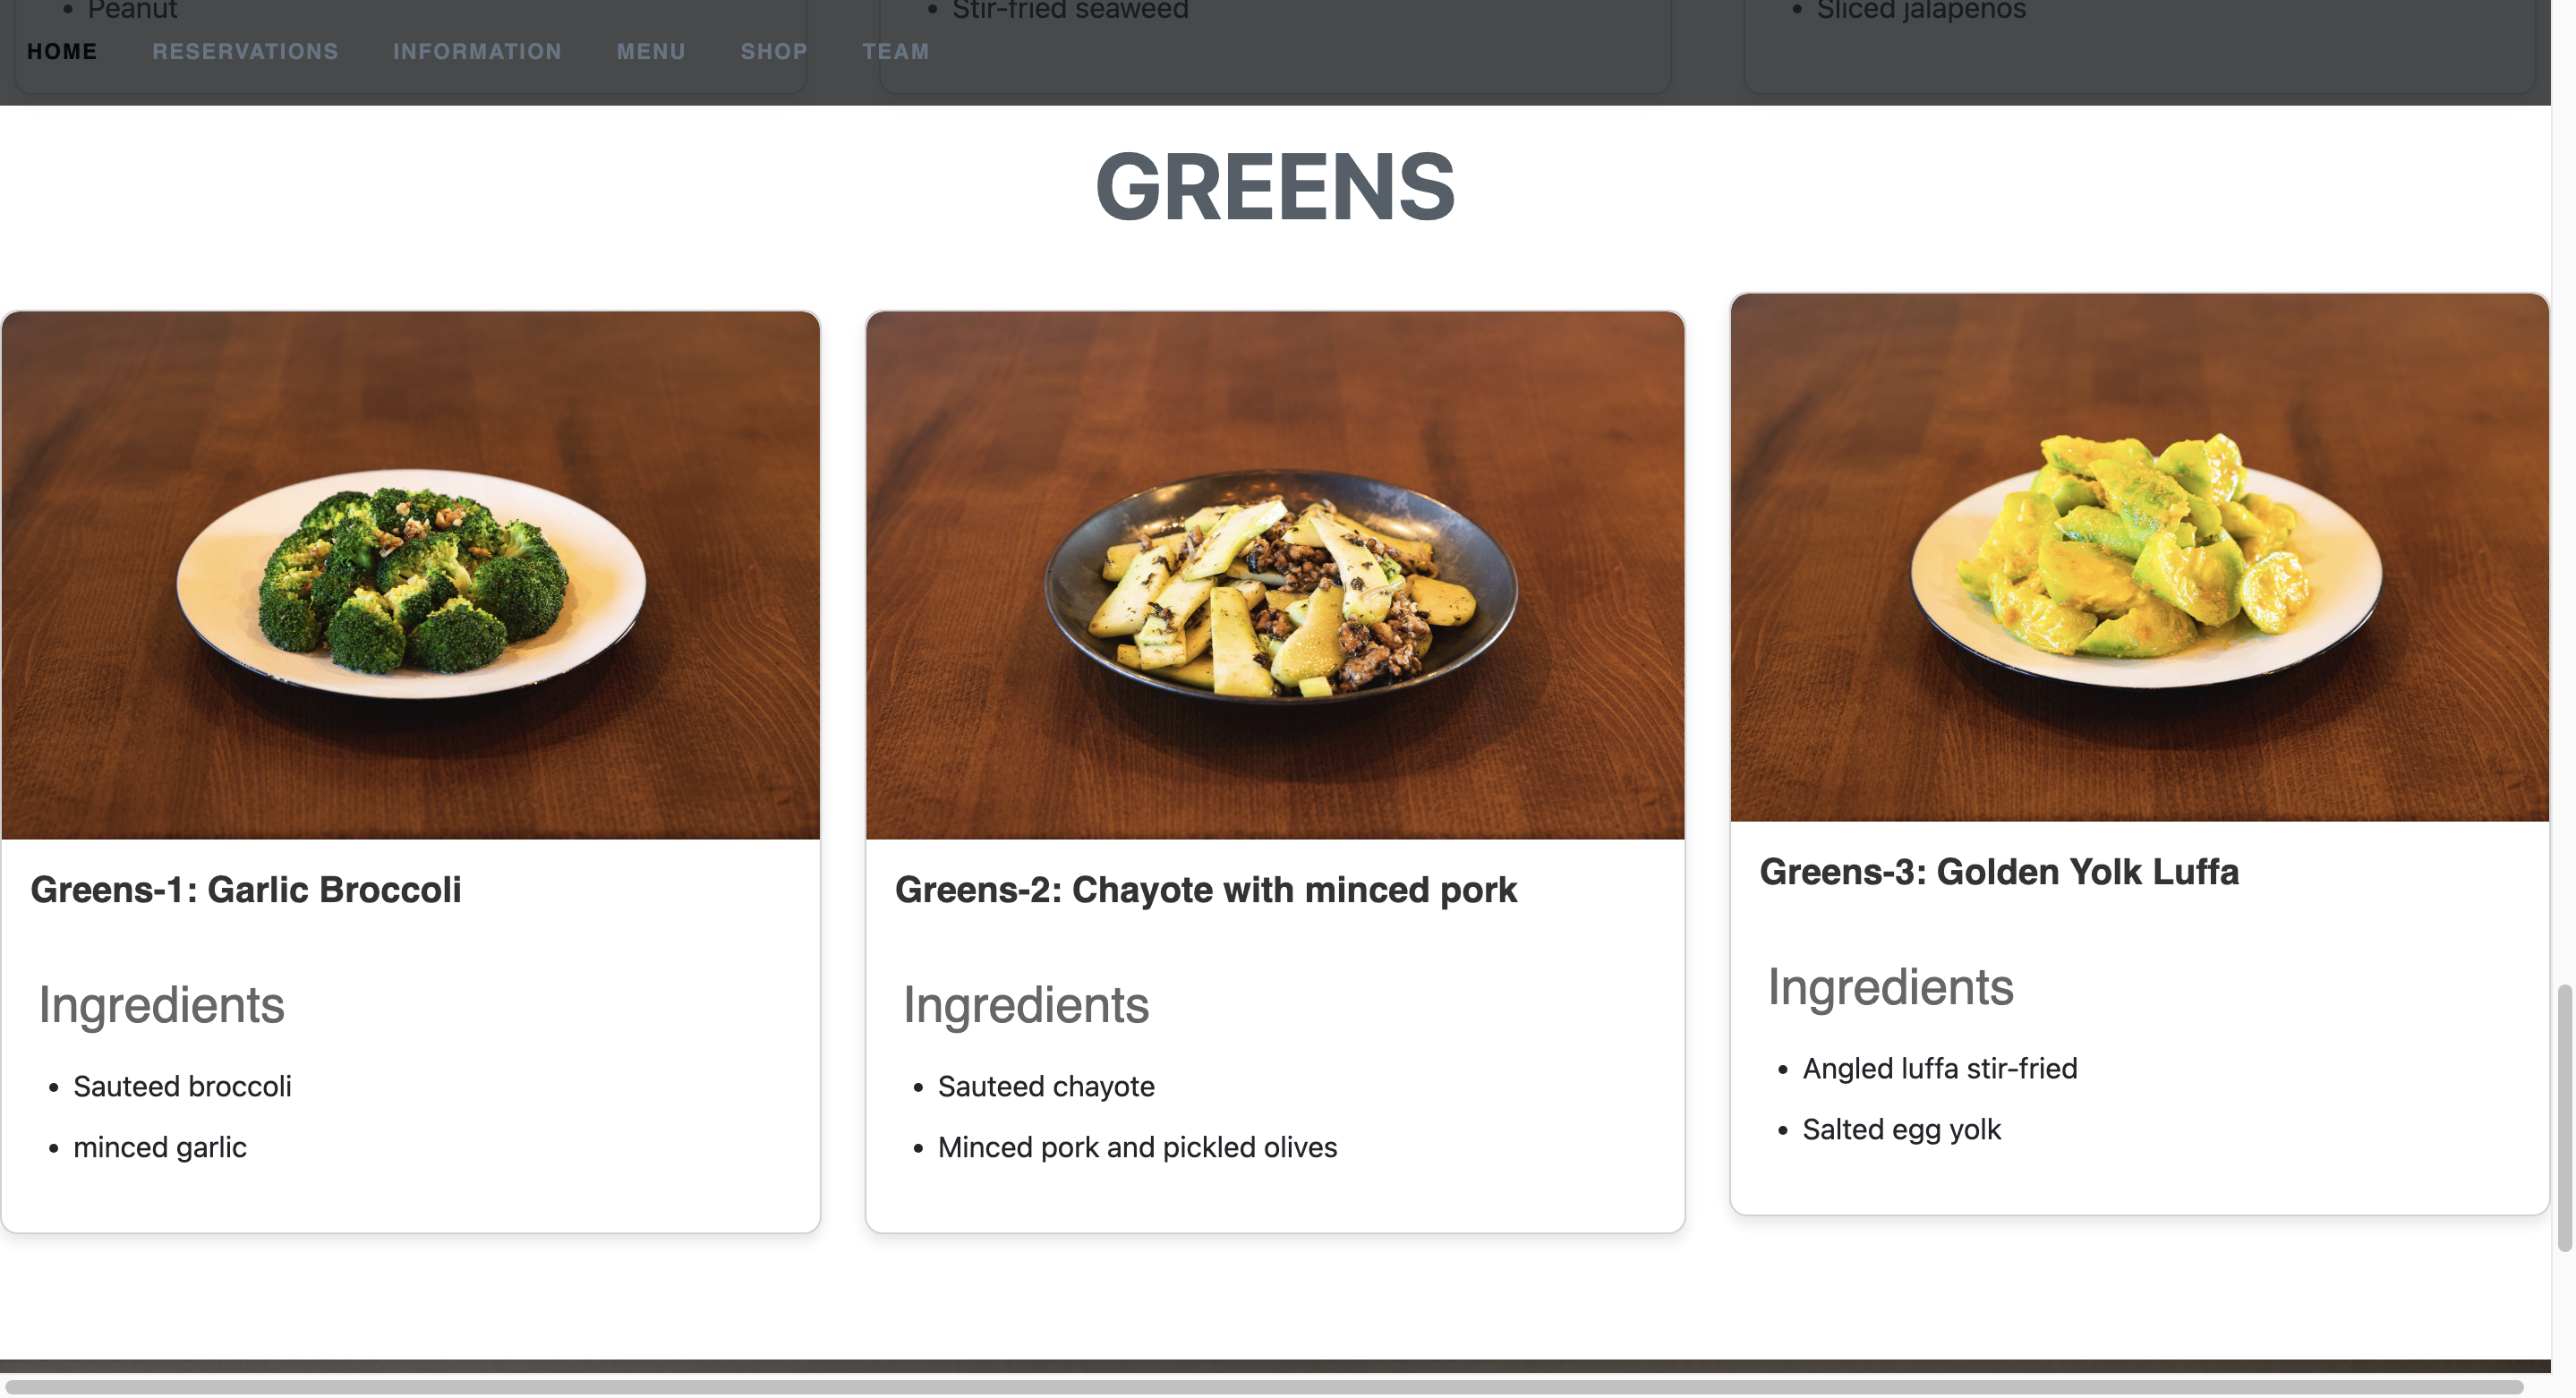 Peanut
Stir-fried seaweed
Sliced jalapenos
HOME RESERVATIONS INFORMATION MENU SHOP TEAM
GREENS
Greens-1: Garlic Broccoli
Ingredients
Sauteed broccoli
minced garlic
Greens-2: Chayote with minced pork
Ingredients
Sauteed chayote
Minced pork and pickled olives
Greens-3: Golden Yolk Luffa
Ingredients
Angled luffa stir-fried
Salted egg yolk